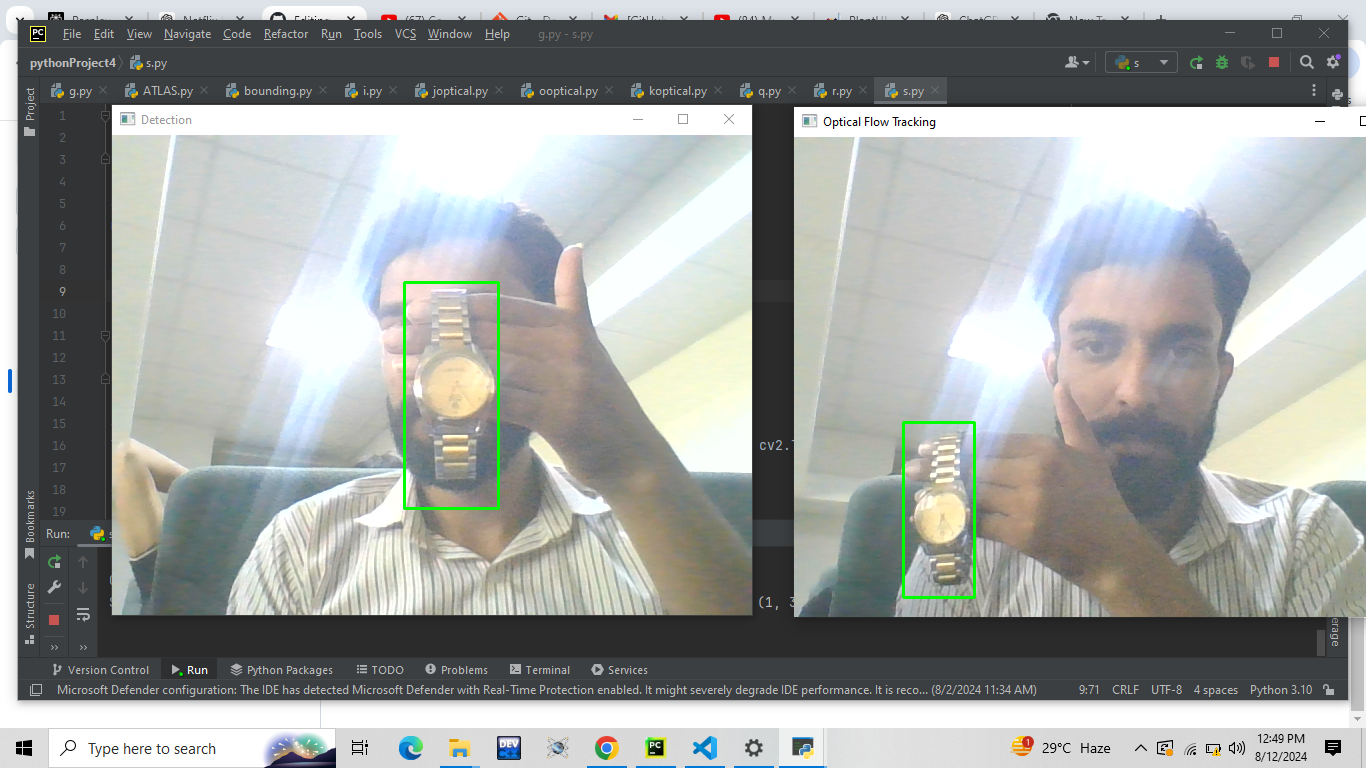 PC File Edit View Navigate Code Refactor Run Tools VCS Window Help g.py - s.py
pythonProject4 s.py s
g.py ATLAS.py bounding.py i.py joptical.py ooptical.py koptical.py q.py r.py s.py
Project
Detection
Optical Flow Tracking
1
2
3
4
5
6
7
8
9
10
11
12
13
14
15
16 cv2.
17
18
19
Bookmarks
Structure
Run:
(1, 3
Version Control Run Python Packages TODO Problems Terminal Services
Microsoft Defender configuration: The IDE has detected Microsoft Defender with Real-Time Protection enabled. It might severely degrade IDE performance. It is reco... (8/2/2024 11:34 AM) 9:71 CRLF UTF-8 4 spaces Python 3.10
Type here to search DEV PC 1 29°C Haze 12:49 PM
8/12/2024